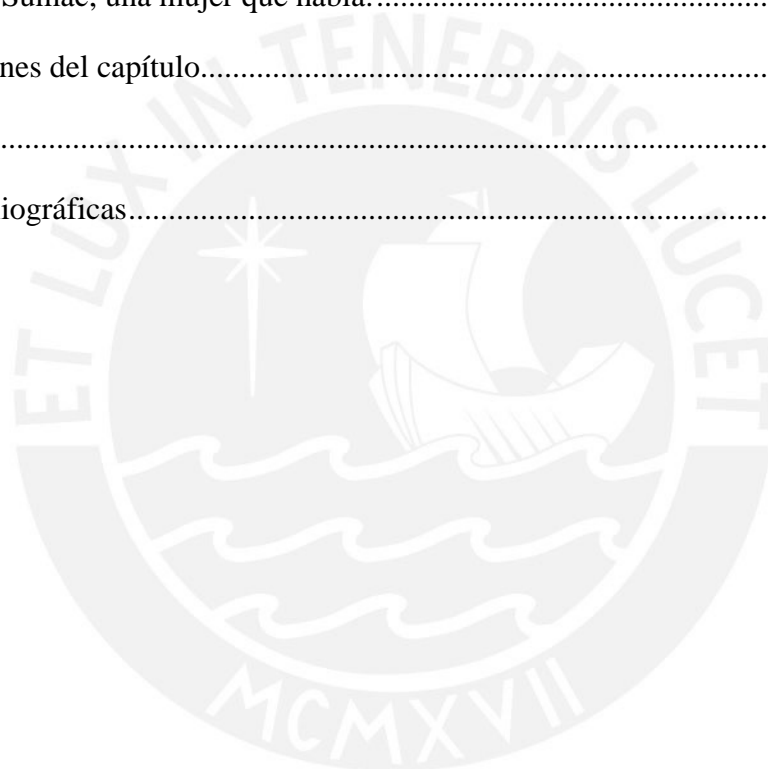 Sumac, una mujer que habla.................................................
nes del capítulo.......................................................................
................................................................................................
iográficas................................................................................
ET LUX IN TENEBRIS LUCET
MCMXVII